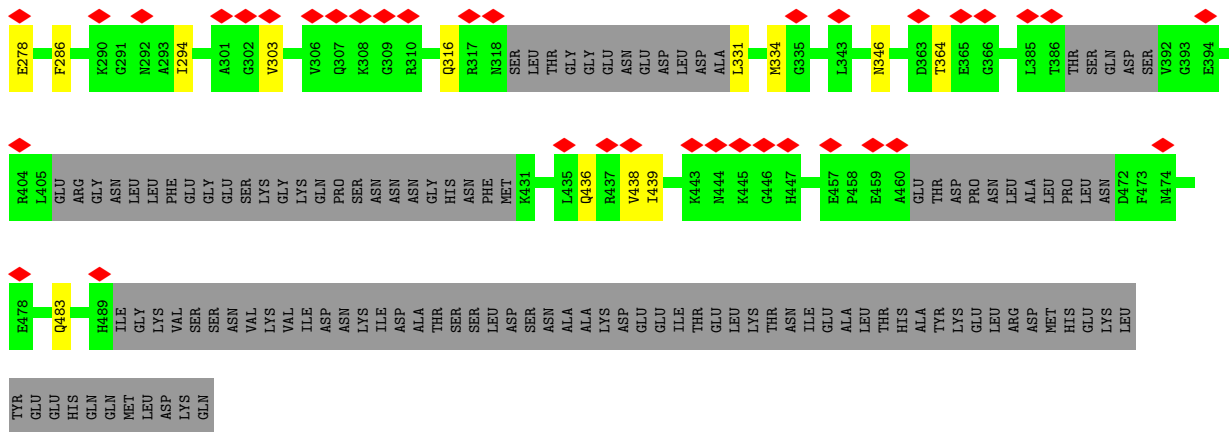 E278 F286 K290 G291 N292 A293 I294 A301 G302 V303 V306 Q307 K308 G309 R310 Q316 R317 N318 SER LEU THR GLY GLY GLU ASN GLU ASP LEU ASP ALA L331 M334 G335 L343 N346 D363 T364 E365 G366 L385 T386 THR SER GLN ASP SER V392 G393 E394
R404 L405 GLU ARG GLY ASN LEU LEU PHE GLU GLY GLU SER LYS GLY LYS GLN PRO SER ASN ASN ASN GLY HIS ASN PHE MET K431 L435 Q436 R437 V438 I439 K443 N444 K445 G446 H447 E457 P458 E459 A460 GLU THR ASP PRO ASN LEU ALA LEU PRO LEU ASN D472 F473 N474
E478 Q483 H489 ILE GLY LYS VAL SER SER ASN VAL LYS VAL ILE ASP ASN LYS ILE ASP ALA THR SER SER LEU ASP SER ASN ALA ALA LYS ASP GLU GLU ILE THR GLU LEU LYS THR ASN ILE GLU ALA LEU THR HIS ALA TYR LYS GLU LEU ARG ASP MET HIS GLU LYS LEU
TYR GLU GLU HIS GLN GLN MET LEU ASP LYS GLN